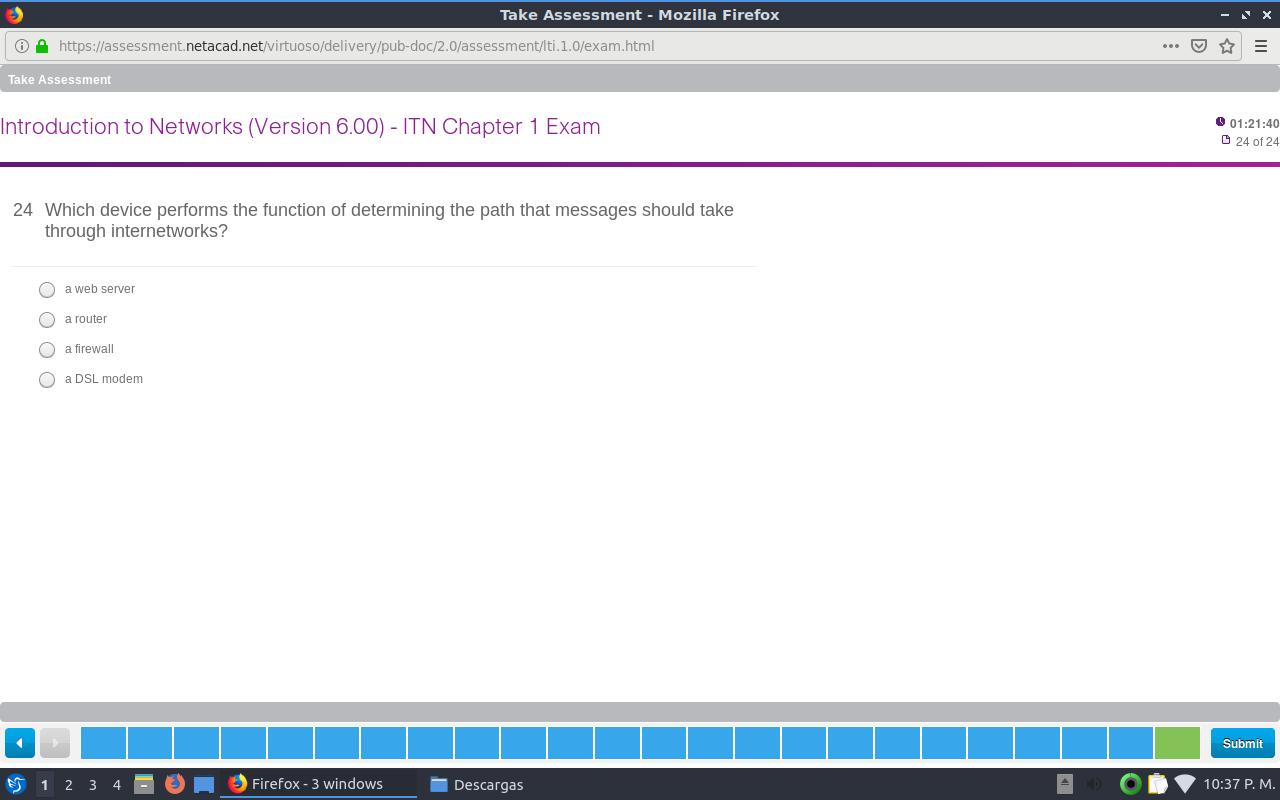 Take Assessment - Mozilla Firefox
https://assessment.netacad.net/virtuoso/delivery/pub-doc/2.0/assessment/lti.1.0/exam.html
Take Assessment
Introduction to Networks (Version 6.00) - ITN Chapter 1 Exam
01:21:40
24 of 24
24 Which device performs the function of determining the path that messages should take
through internetworks?
a web server
a router
a firewall
a DSL modem
Submit
1 2 3 4 Firefox - 3 windows Descargas 10:37 P. M.